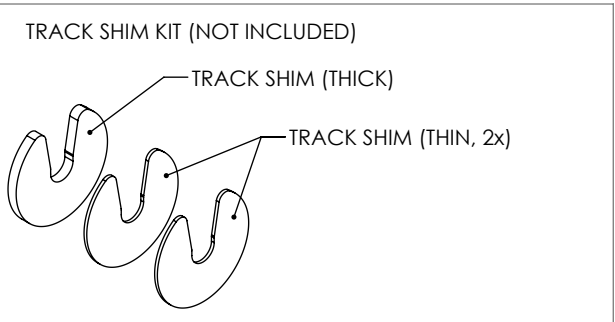 TRACK SHIM KIT (NOT INCLUDED)
TRACK SHIM (THICK)
TRACK SHIM (THIN, 2x)